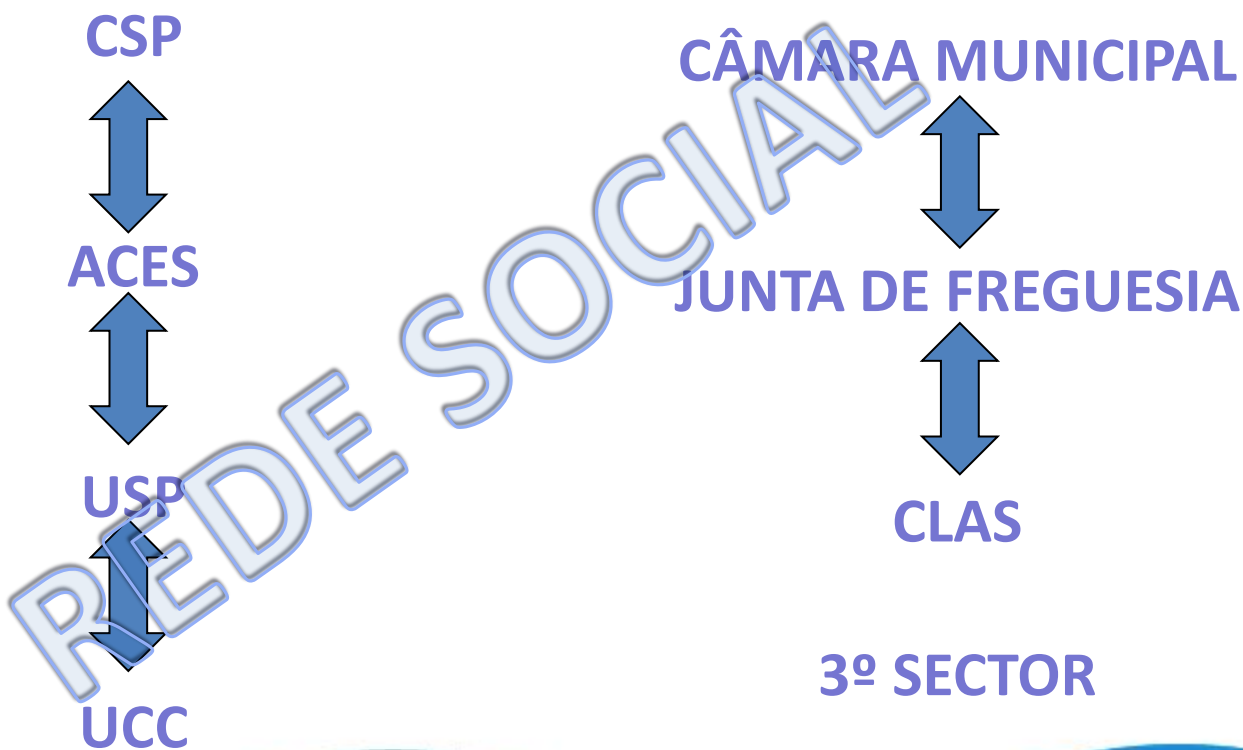 CSP
ACES
USP
UCC
REDE SOCIAL
CÂMARA MUNICIPAL
JUNTA DE FREGUESIA
CLAS
3º SECTOR